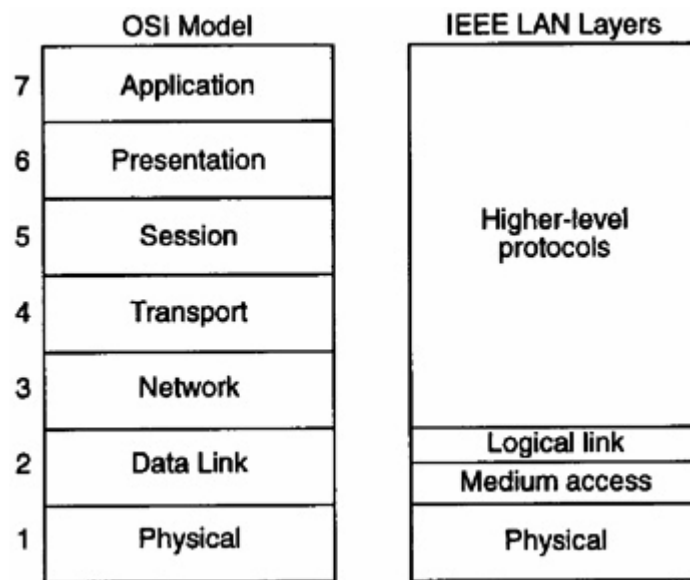 OSI Model
IEEE LAN Layers
7 Application
6 Presentation
5 Session
4 Transport
3 Network
2 Data Link
1 Physical
Higher-level
protocols
Logical link
Medium access
Physical